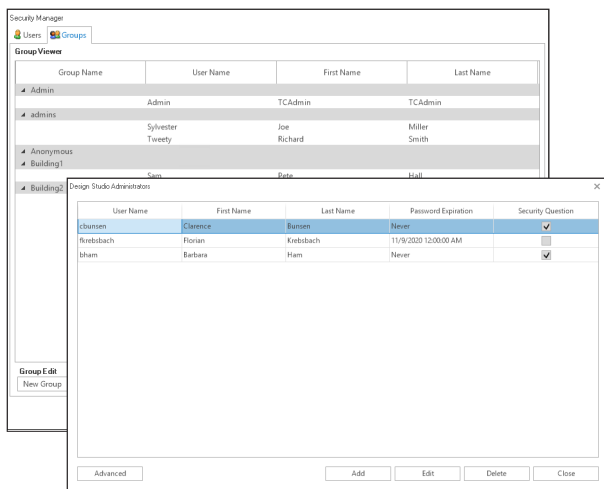 Security Manager
Users Groups
Group Viewer
Group Name User Name First Name Last Name
Admin
Admin TCAdmin TCAdmin
admins
Sylvester Joe Miller
Tweety Richard Smith
Anonymous
Building1
Sam Pete Hall
Building2
Group Edit
New Group
Design Studio Administrators
User Name First Name Last Name Password Expiration Security Question
cbunsen Clarence Bunsen Never
fkrebsbach Florian Krebsbach 11/9/2020 12:00:00 AM
bham Barbara Ham Never
Advanced Add Edit Delete Close